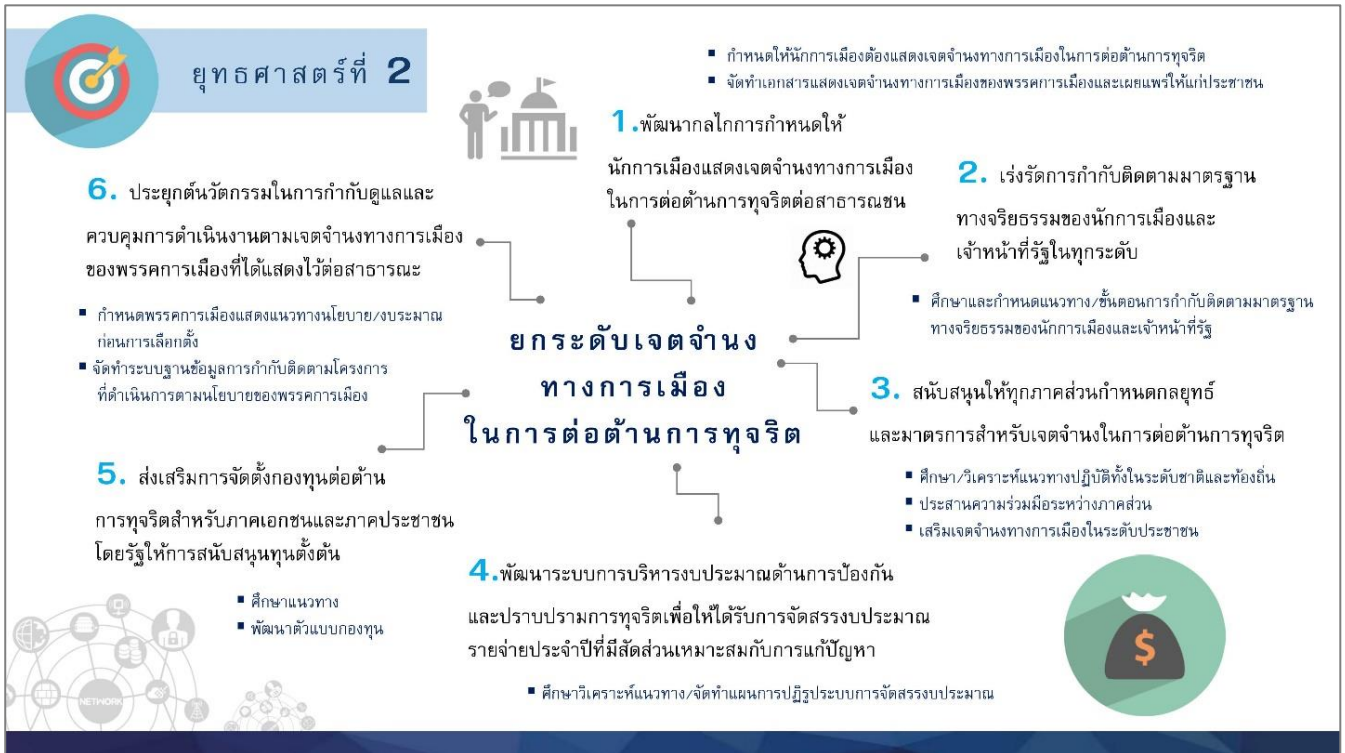 ยุทธศาสตร์ที่ 2
▪ กำหนดให้นักการเมืองต้องแสดงเจตจำนงทางการเมืองในการต่อต้านการทุจริต
▪ จัดทำเอกสารแสดงเจตจำนงทางการเมืองของพรรคการเมืองและเผยแพร่ให้แก่ประชาชน
1.พัฒนากลไกการกำหนดให้
นักการเมืองแสดงเจตจำนงทางการเมือง
ในการต่อต้านการทุจริตต่อสาธารณชน
2. เร่งรัดการกำกับติดตามมาตรฐาน
ทางจริยธรรมของนักการเมืองและ
เจ้าหน้าที่รัฐในทุกระดับ
▪ ศึกษาและกำหนดแนวทาง/ขั้นตอนการกำกับติดตามมาตรฐาน
ทางจริยธรรมของนักการเมืองและเจ้าหน้าที่รัฐ
ยกระดับเจตจำนง
ทางการเมือง
ในการต่อต้านการทุจริต
3. สนับสนุนให้ทุกภาคส่วนกำหนดกลยุทธ์
และมาตรการสำหรับเจตจำนงในการต่อต้านการทุจริต
▪ ศึกษา/วิเคราะห์แนวทางปฏิบัติทั้งในระดับชาติและท้องถิ่น
▪ ประสานความร่วมมือระหว่างภาคส่วน
▪ เสริมเจตจำนงทางการเมืองในระดับประชาชน
4.พัฒนาระบบการบริหารงบประมาณด้านการป้องกัน
และปราบปรามการทุจริตเพื่อให้ได้รับการจัดสรรงบประมาณ
รายจ่ายประจำปีที่มีสัดส่วนเหมาะสมกับการแก้ปัญหา
▪ ศึกษาวิเคราะห์แนวทาง/จัดทำแผนการปฏิรูประบบการจัดสรรงบประมาณ
5. ส่งเสริมการจัดตั้งกองทุนต่อต้าน
การทุจริตสำหรับภาคเอกชนและภาคประชาชน
โดยรัฐให้การสนับสนุนทุนตั้งต้น
▪ ศึกษาแนวทาง
▪ พัฒนาตัวแบบกองทุน
6. ประยุกต์นวัตกรรมในการกำกับดูแลและ
ควบคุมการดำเนินงานตามเจตจำนงทางการเมือง
ของพรรคการเมืองที่ได้แสดงไว้ต่อสาธารณะ
▪ กำหนดพรรคการเมืองแสดงแนวทางนโยบาย/งบประมาณ
ก่อนการเลือกตั้ง
▪ จัดทำระบบฐานข้อมูลการกำกับติดตามโครงการ
ที่ดำเนินการตามนโยบายของพรรคการเมือง
NETWORK
$